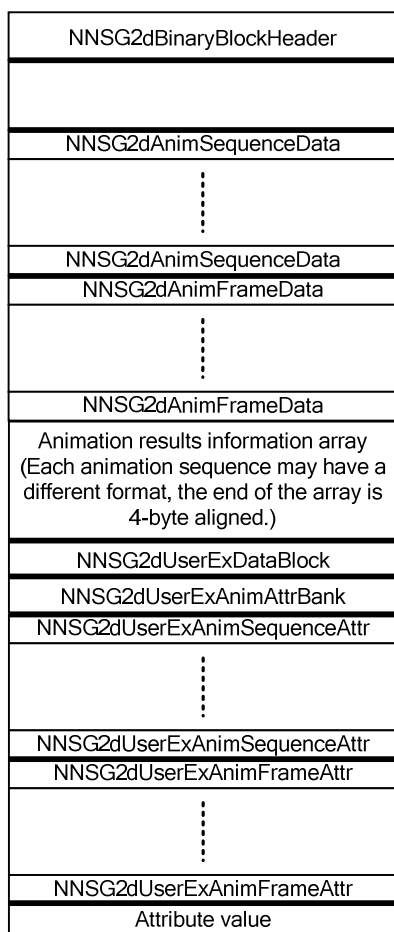 NNSG2dBinaryBlockHeader
NNSG2dAnimSequenceData
NNSG2dAnimSequenceData
NNSG2dAnimFrameData
NNSG2dAnimFrameData
Animation results information array
(Each animation sequence may have a
different format, the end of the array is
4-byte aligned.)
NNSG2dUserExDataBlock
NNSG2dUserExAnimAttrBank
NNSG2dUserExAnimSequenceAttr
NNSG2dUserExAnimSequenceAttr
NNSG2dUserExAnimFrameAttr
NNSG2dUserExAnimFrameAttr
Attribute value